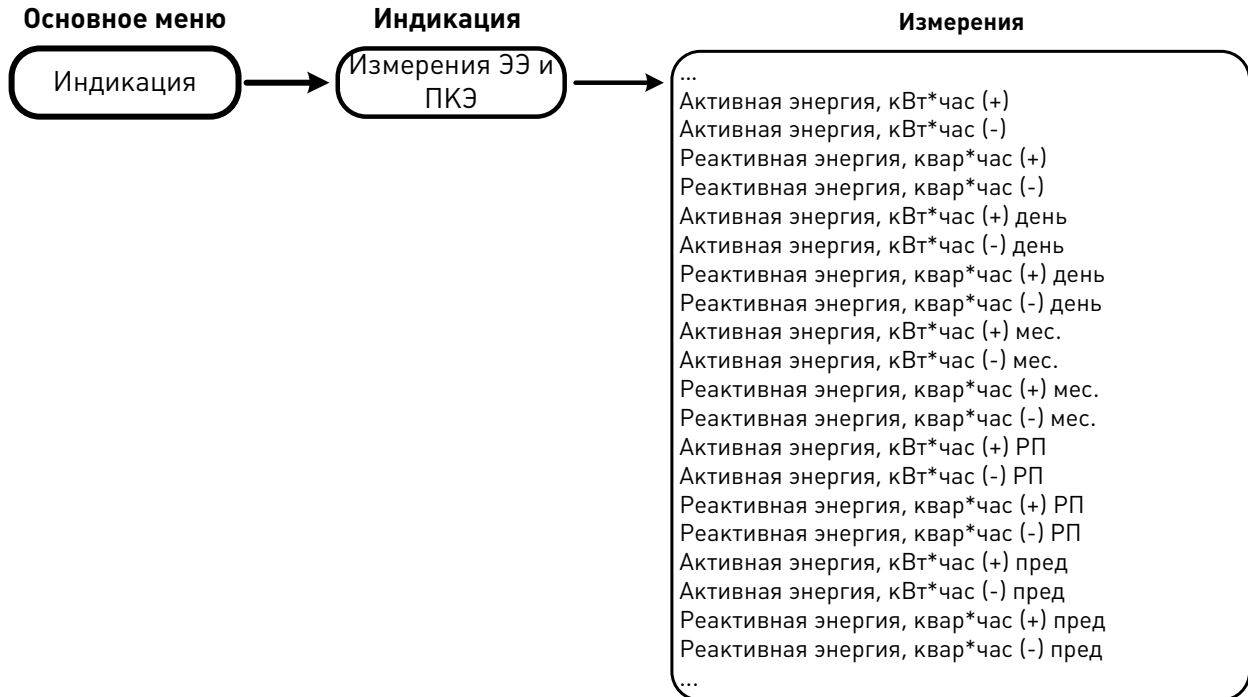 Основное меню
Индикация
Индикация
Измерения ЭЭ и
ПКЭ
Измерения
...
Активная энергия, кВт*час (+)
Активная энергия, кВт*час (-)
Реактивная энергия, квар*час (+)
Реактивная энергия, квар*час (-)
Активная энергия, кВт*час (+) день
Активная энергия, кВт*час (-) день
Реактивная энергия, квар*час (+) день
Реактивная энергия, квар*час (-) день
Активная энергия, кВт*час (+) мес.
Активная энергия, кВт*час (-) мес.
Реактивная энергия, квар*час (+) мес.
Реактивная энергия, квар*час (-) мес.
Активная энергия, кВт*час (+) РП
Активная энергия, кВт*час (-) РП
Реактивная энергия, квар*час (+) РП
Реактивная энергия, квар*час (-) РП
Активная энергия, кВт*час (+) пред
Активная энергия, кВт*час (-) пред
Реактивная энергия, квар*час (+) пред
Реактивная энергия, квар*час (-) пред
...